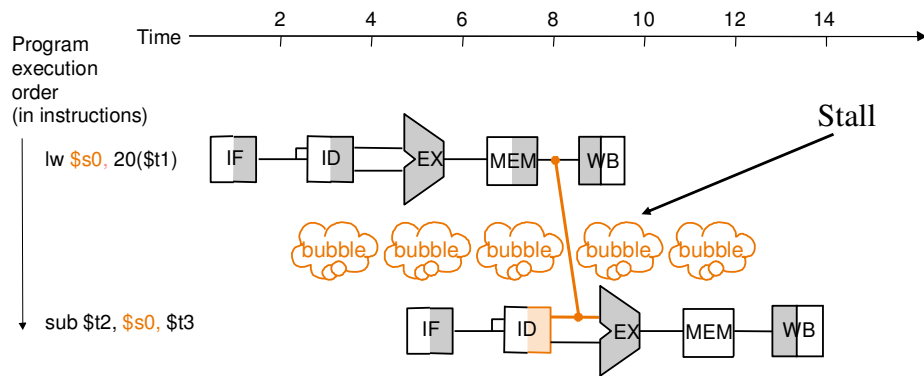 2 4 6 8 10 12 14
Time
Program
execution
order
(in instructions)
Stall
lw $s0, 20($t1)
IF ID EX MEM WB
bubble bubble bubble bubble bubble
sub $t2, $s0, $t3
IF ID EX MEM WB